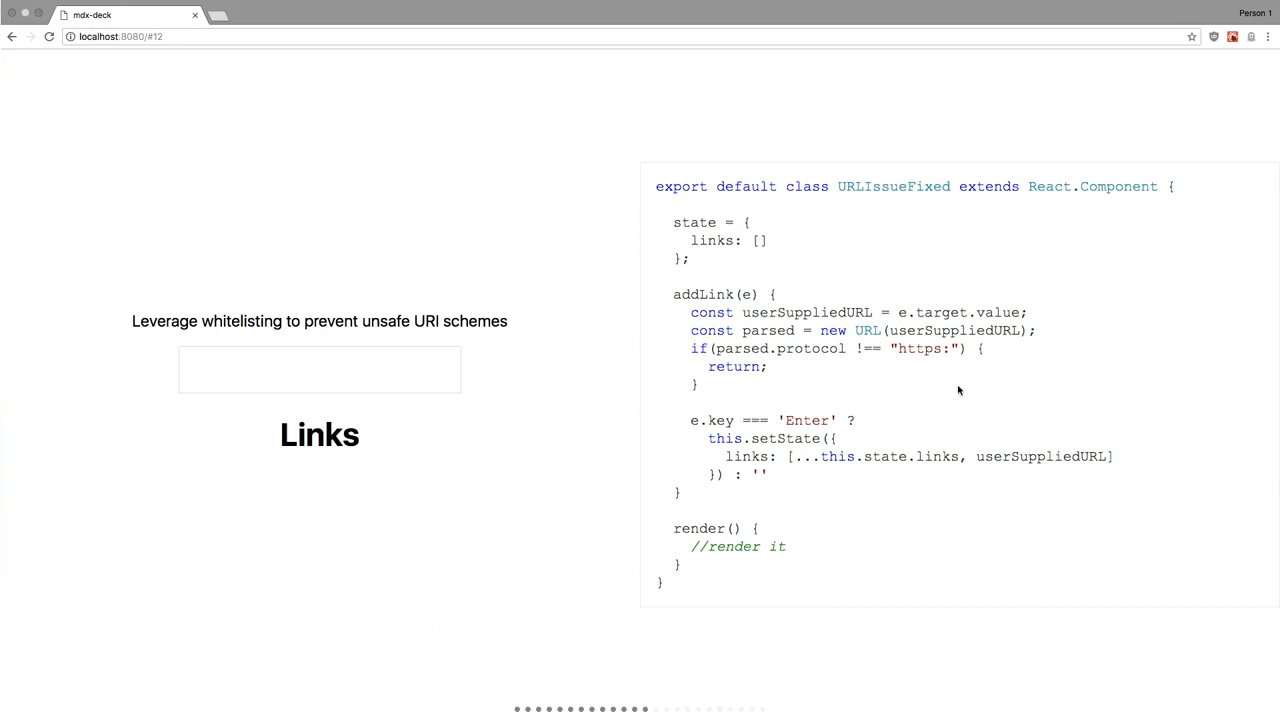 mdx-deck
Person 1
localhost:8080/#12
Leverage whitelisting to prevent unsafe URI schemes
Links
export default class URLIssueFixed extends React.Component {
state = {
links: []
};
addLink(e) {
const userSuppliedURL = e.target.value;
const parsed = new URL(userSuppliedURL);
if(parsed.protocol !== "https:") {
return;
}
e.key === 'Enter' ?
this.setState({
links: [...this.state.links, userSuppliedURL]
}) : ''
}
render() {
//render it
}
}